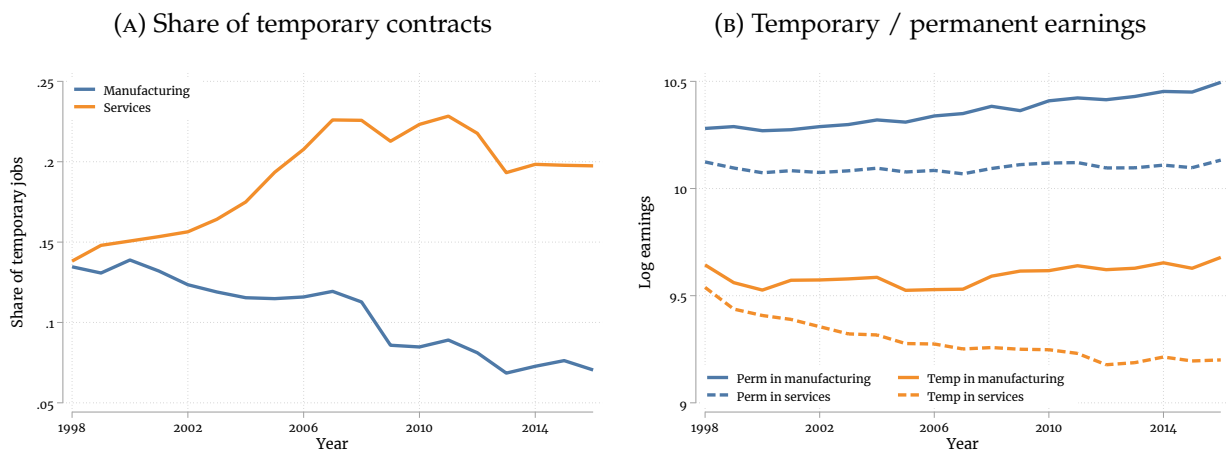 (A) Share of temporary contracts
Share of temporary jobs
.25
.2
.15
.1
.05
Manufacturing
Services
1998
2002
2006
2010
2014
Year
(B) Temporary / permanent earnings
Log earnings
10.5
10
9.5
9
Perm in manufacturing
Temp in manufacturing
Perm in services
Temp in services
1998
2002
2006
2010
2014
Year